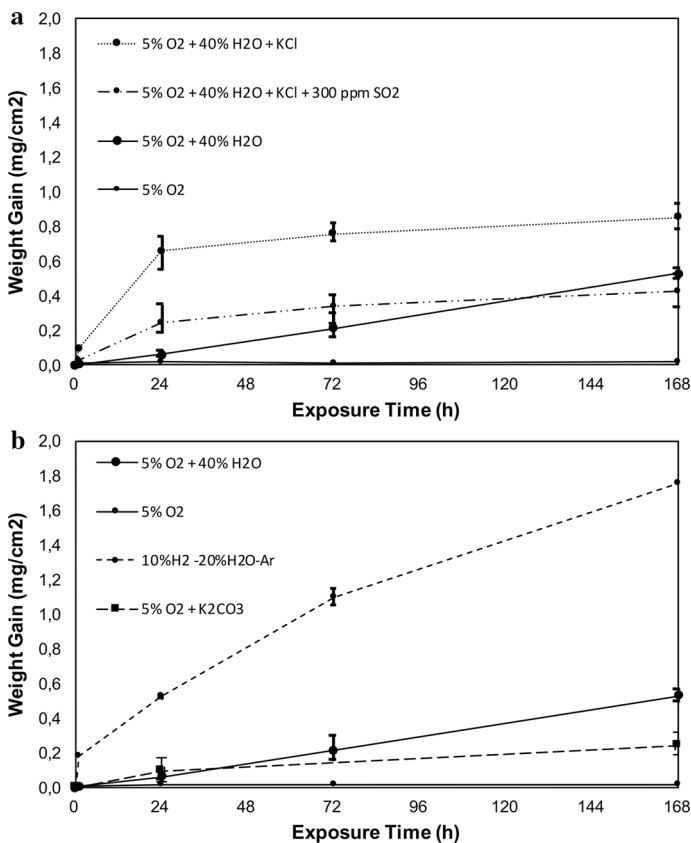 a
2,0
1,8
1,6
1,4
1,2
1,0
0,8
0,6
0,4
0,2
0,0
Weight Gain (mg/cm2)
5% O2 + 40% H2O + KCl
5% O2 + 40% H2O + KCl + 300 ppm SO2
5% O2 + 40% H2O
5% O2
0 24 48 72 96 120 144 168
Exposure Time (h)
b
2,0
1,8
1,6
1,4
1,2
1,0
0,8
0,6
0,4
0,2
0,0
Weight Gain (mg/cm2)
5% O2 + 40% H2O
5% O2
10%H2 -20%H2O-Ar
5% O2 + K2CO3
0 24 48 72 96 120 144 168
Exposure Time (h)